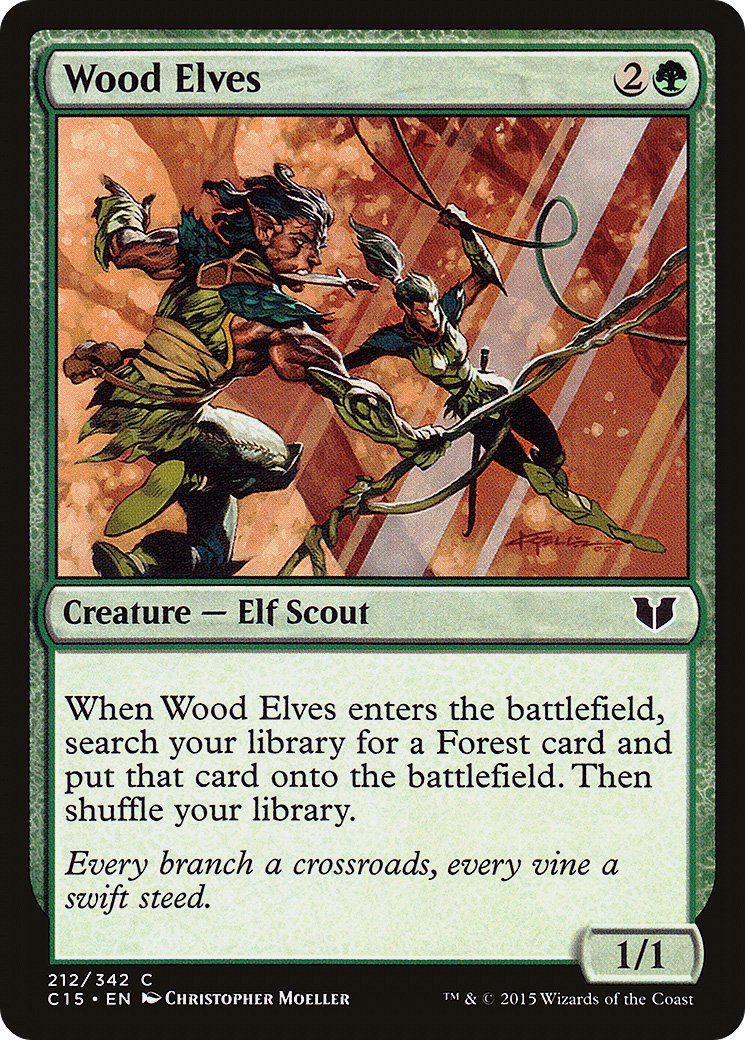 Wood Elves 2
Creature — Elf Scout
When Wood Elves enters the battlefield,
search your library for a Forest card and
put that card onto the battlefield. Then
shuffle your library.
Every branch a crossroads, every vine a
swift steed.
1/1
212/342 C
C15 • EN Christopher Moeller ™ & © 2015 Wizards of the Coast